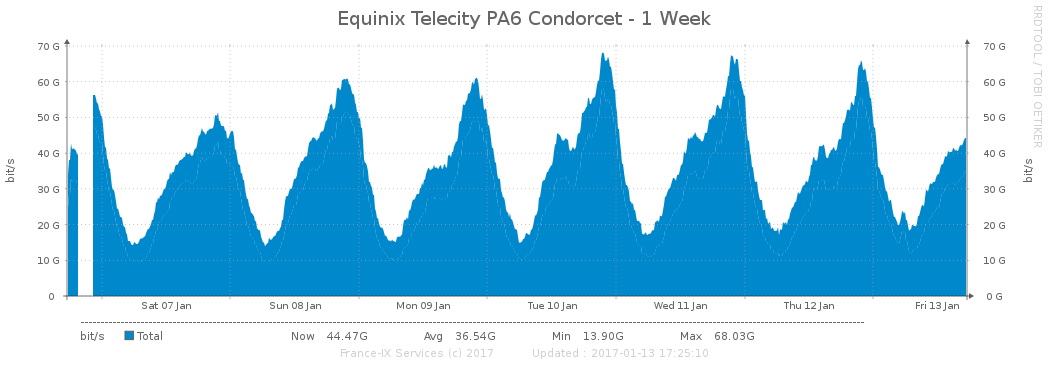 Equinix Telecity PA6 Condorcet - 1 Week
RRDTOOL / TOBI OETIKER
70 G 70 G
60 G 60 G
50 G 50 G
40 G 40 G
30 G 30 G
20 G 20 G
10 G 10 G
0 0 G
bit/s bit/s
Sat 07 Jan Sun 08 Jan Mon 09 Jan Tue 10 Jan Wed 11 Jan Thu 12 Jan Fri 13 Jan
bit/s Total Now 44.47G Avg 36.54G Min 13.90G Max 68.03G
France-IX Services (c) 2017 Updated : 2017-01-13 17:25:10